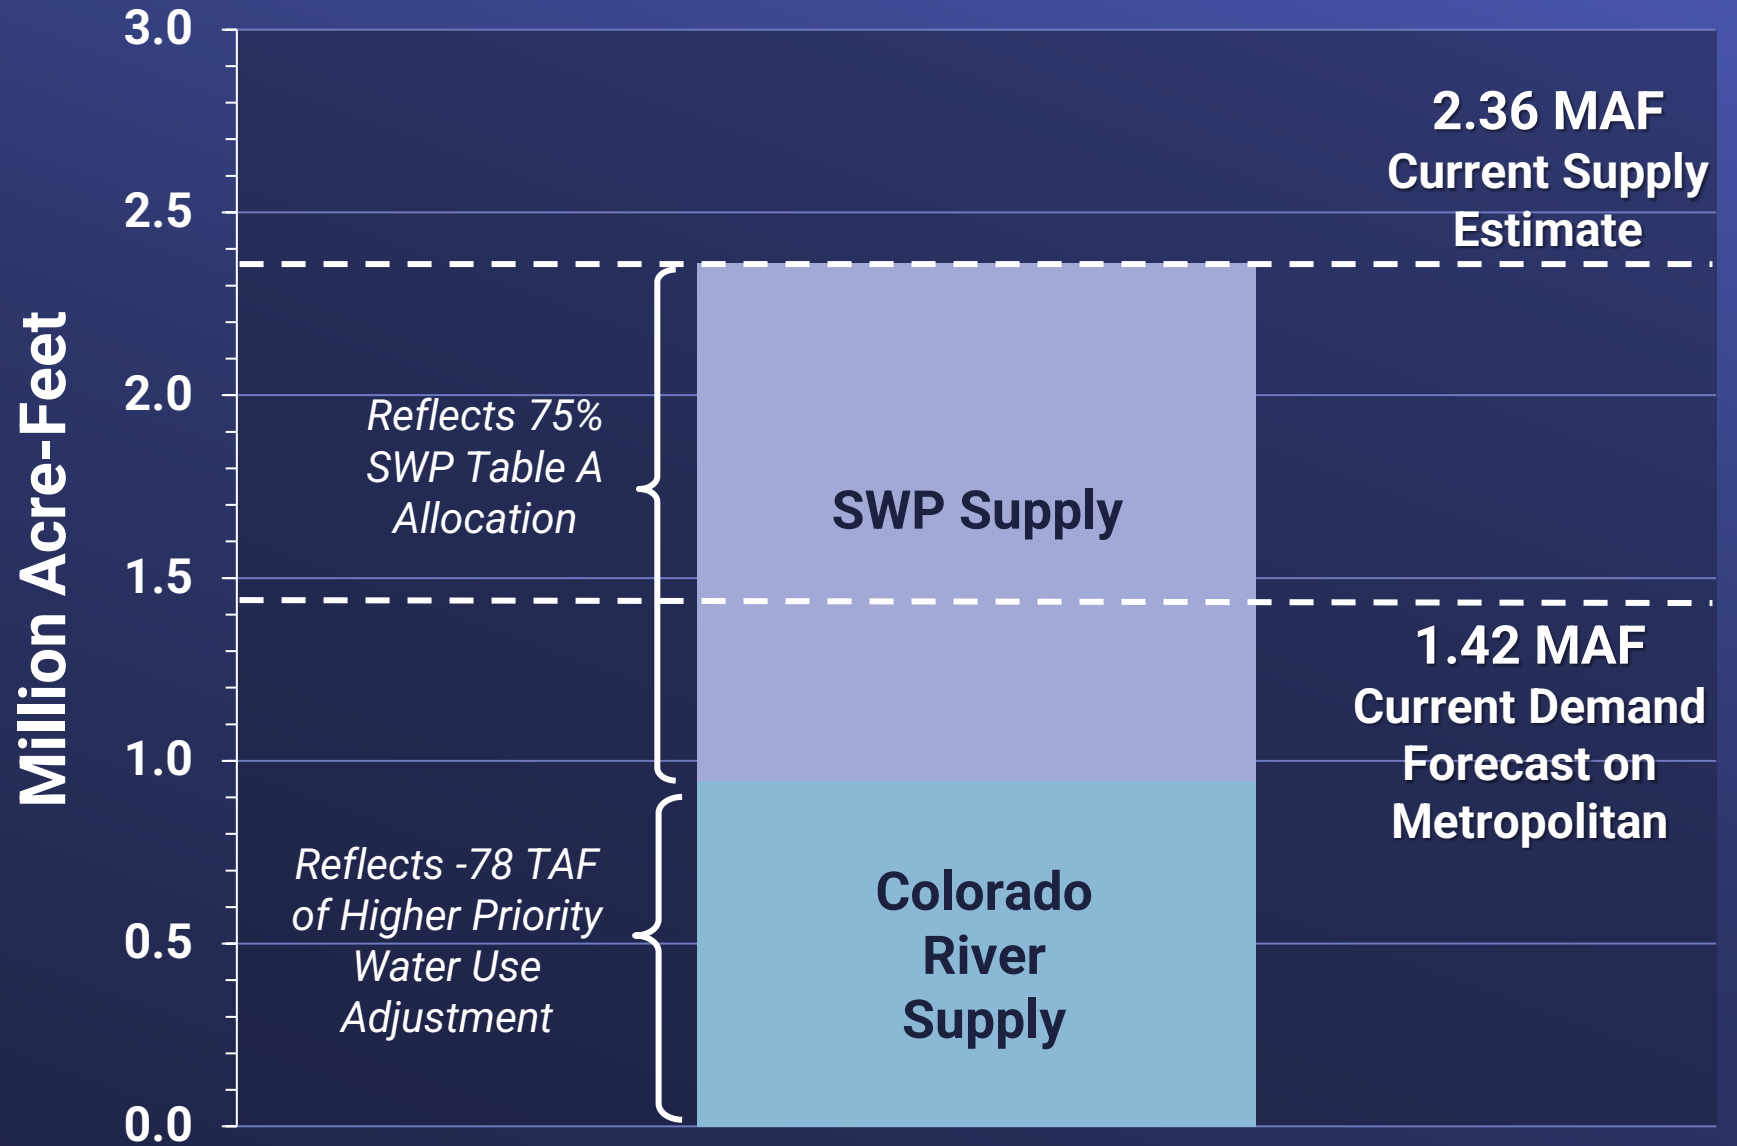 Million Acre-Feet
3.0
2.5
2.0
1.5
1.0
0.5
0.0
2.36 MAF
Current Supply
Estimate
Reflects 75%
SWP Table A
Allocation
SWP Supply
1.42 MAF
Current Demand
Forecast on
Metropolitan
Reflects -78 TAF
of Higher Priority
Water Use
Adjustment
Colorado
River
Supply